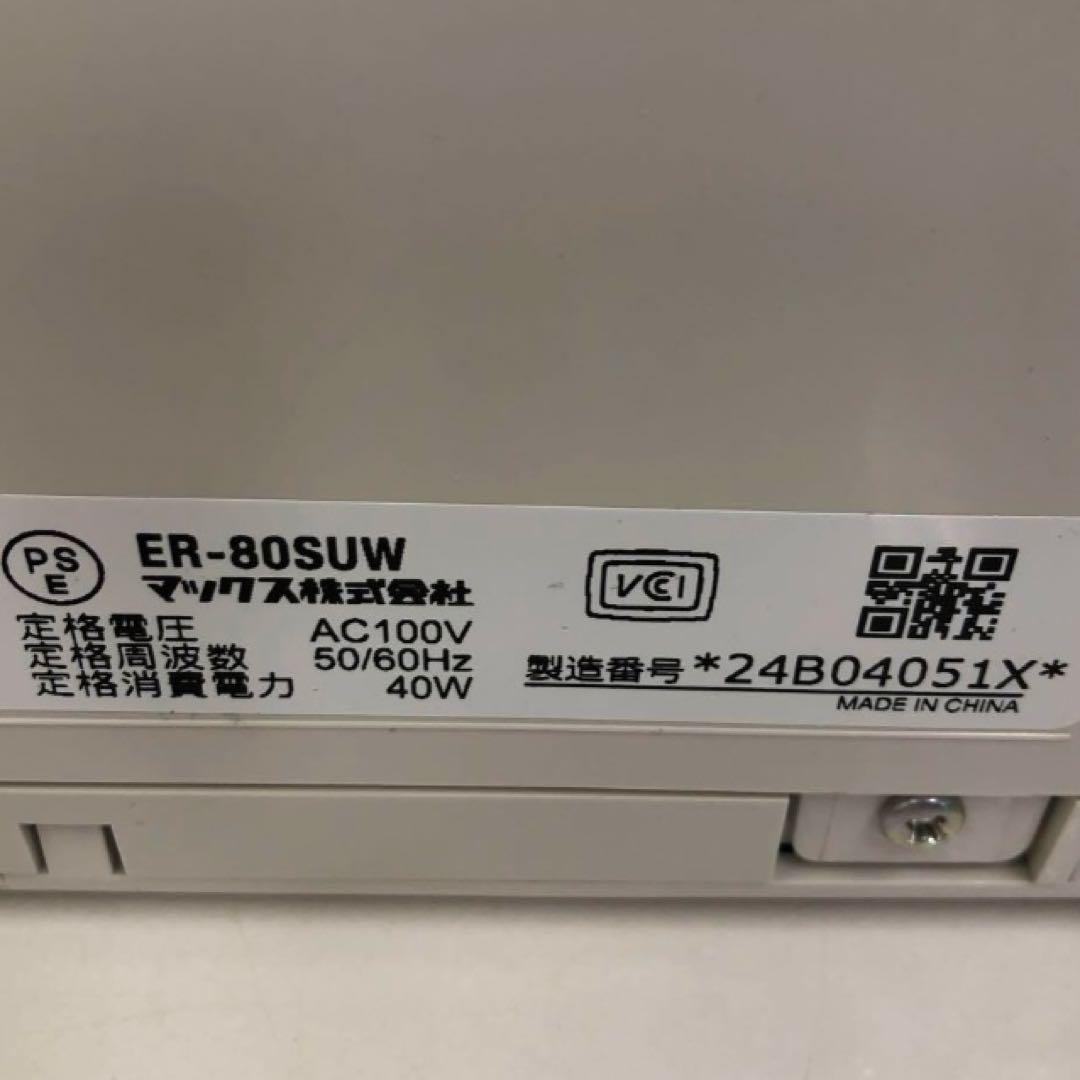 PS
E
ER-80SUW
マックス株式会社
定格電圧 AC100V
定格周波数 50/60Hz
定格消費電力 40W
VCCI
製造番号 *24B04051X*
MADE IN CHINA